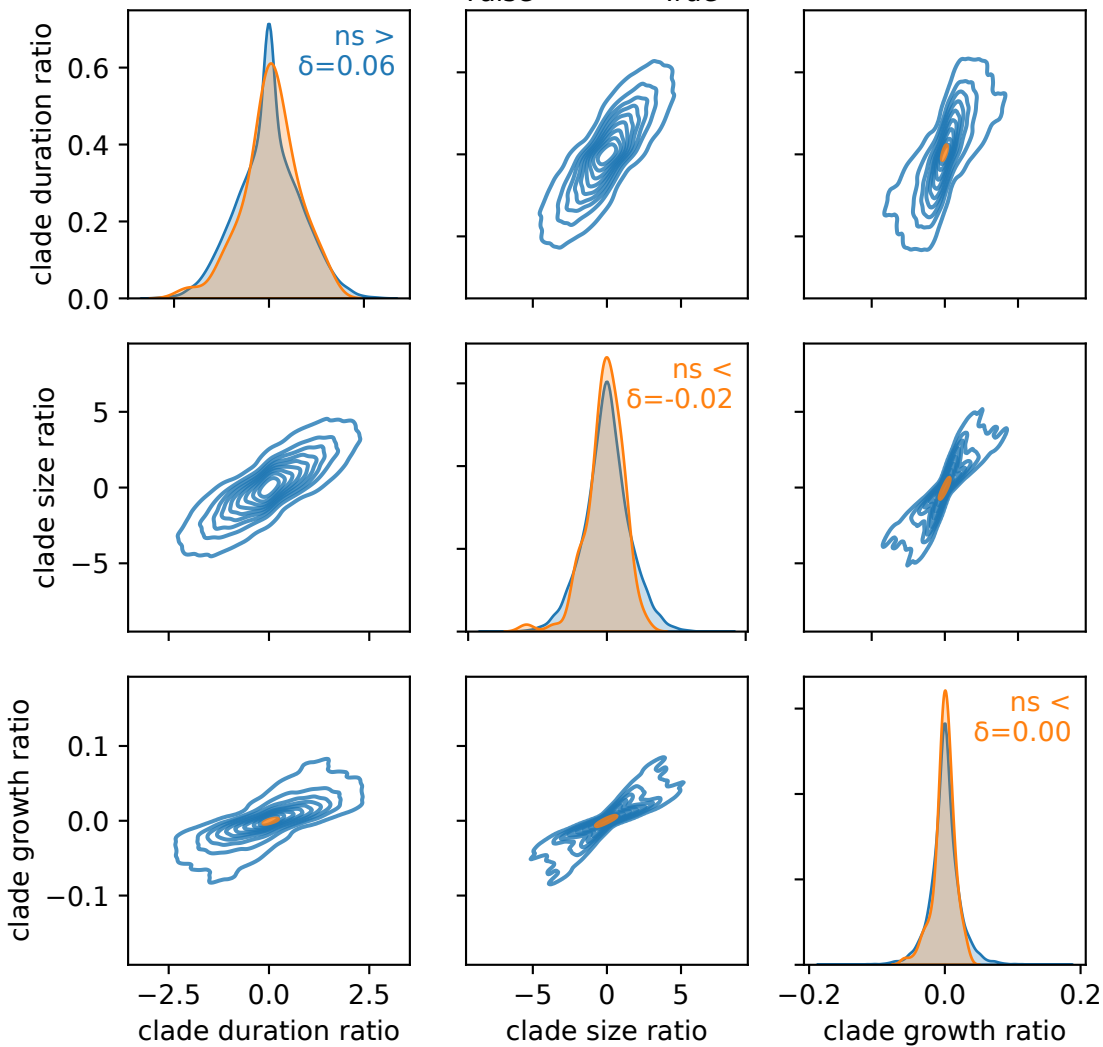 clade duration ratio
0.6
0.4
0.2
0.0
ns >
δ=0.06
clade size ratio
5
0
−5
ns <
δ=-0.02
clade growth ratio
0.1
0.0
−0.1
ns <
δ=0.00
−2.5 0.0 2.5
−5 0 5
−0.2 0.0 0.2
clade duration ratio
clade size ratio
clade growth ratio